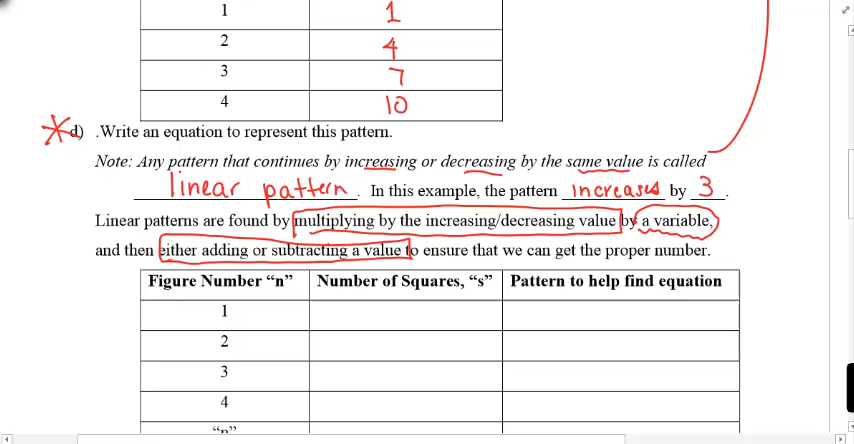 1 1
2 4
3 7
4 10
d) .Write an equation to represent this pattern.
Note: Any pattern that continues by increasing or decreasing by the same value is called
linear pattern. In this example, the pattern increases by 3.
Linear patterns are found by multiplying by the increasing/decreasing value by a variable,
and then either adding or subtracting a value to ensure that we can get the proper number.
Figure Number “n” Number of Squares, “s” Pattern to help find equation
1
2
3
4
“n”